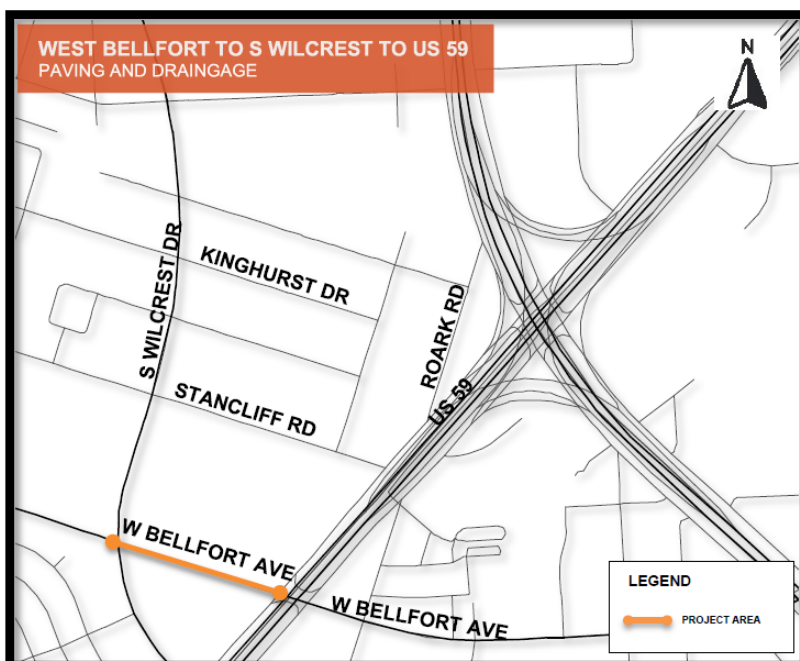 WEST BELLFORT TO S WILCREST TO US 59
PAVING AND DRAINGAGE
N
S WILCREST DR
KINGHURST DR
ROARK RD
US 59
STANCLIFF RD
W BELLFORT AVE
W BELLFORT AVE
LEGEND
PROJECT AREA